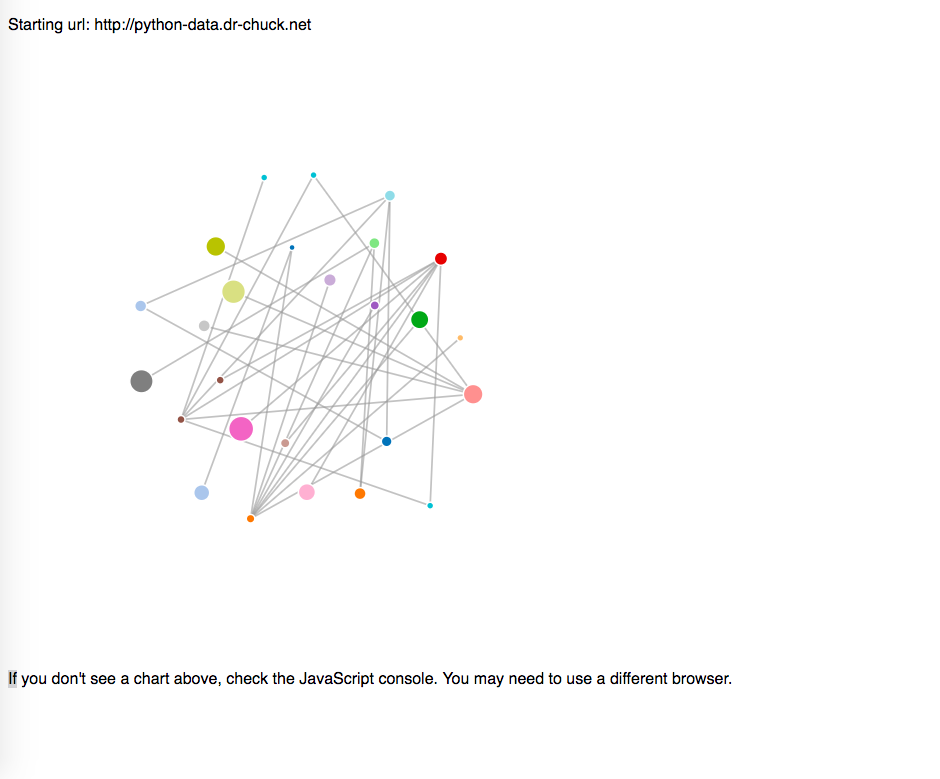 Starting url: http://python-data.dr-chuck.net
If you don't see a chart above, check the JavaScript console. You may need to use a different browser.